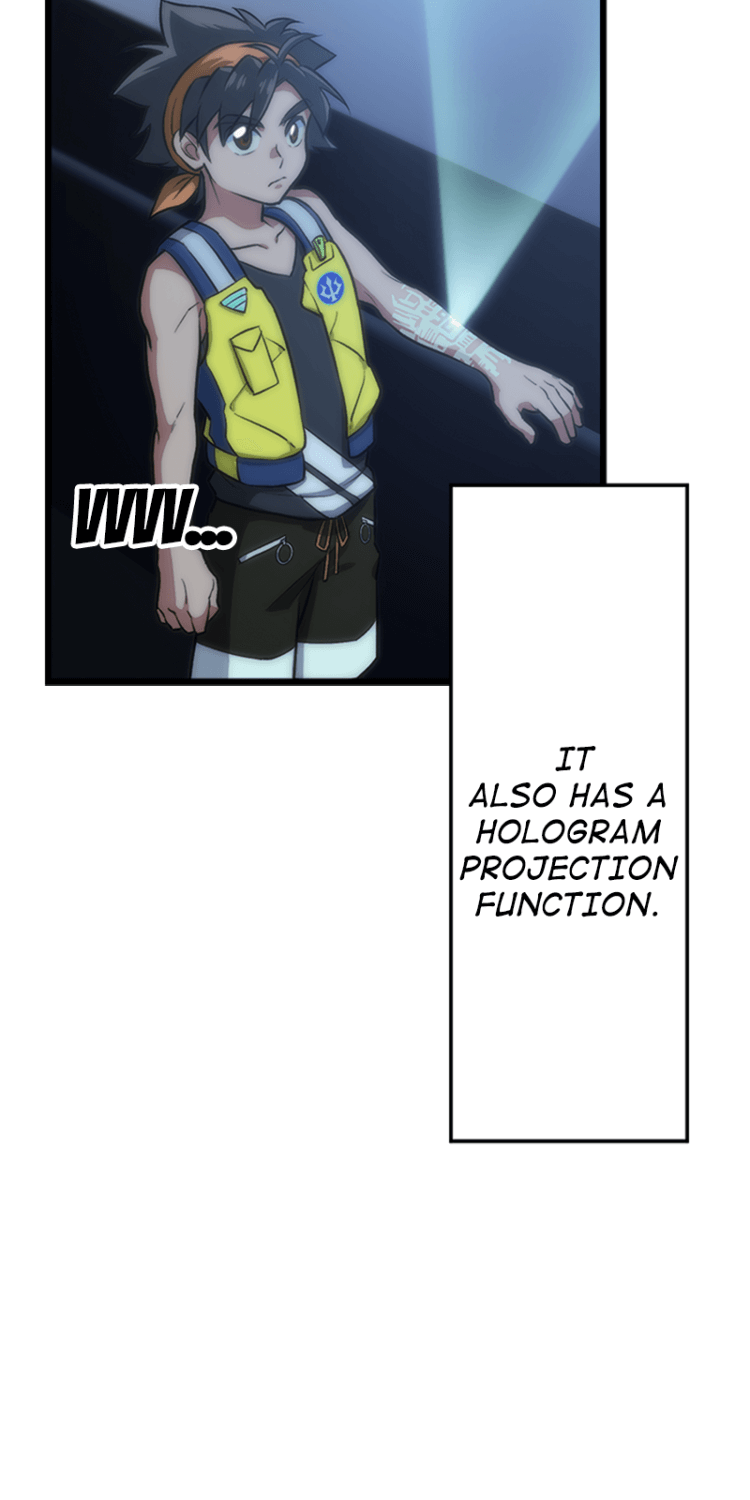 VVVV...
IT
ALSO HAS A
HOLOGRAM
PROJECTION
FUNCTION.